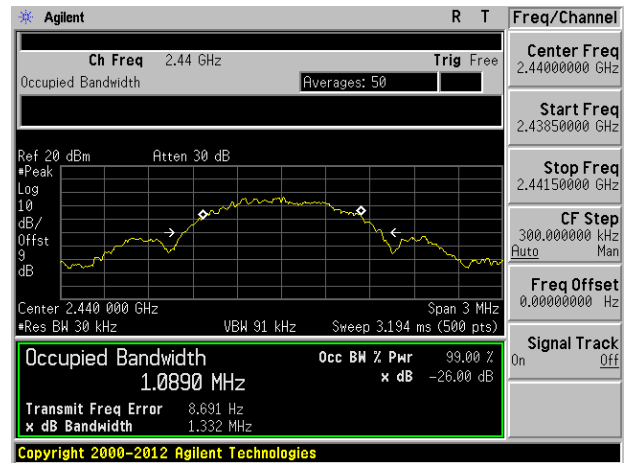 Agilent R T Freq/Channel
Ch Freq 2.44 GHz Trig Free
Occupied Bandwidth Averages: 50
Center Freq
2.44000000 GHz
Start Freq
2.43850000 GHz
Stop Freq
2.44150000 GHz
CF Step
300.000000 kHz
Auto Man
Freq Offset
0.00000000 Hz
Signal Track
On Off
Ref 20 dBm Atten 30 dB
#Peak
Log
10
dB/
Offst
9
dB
Center 2.440 000 GHz Span 3 MHz
#Res BW 30 kHz VBW 91 kHz Sweep 3.194 ms (500 pts)
Occupied Bandwidth Occ BW % Pwr 99.00 %
1.0890 MHz x dB -26.00 dB
Transmit Freq Error 8.691 Hz
x dB Bandwidth 1.332 MHz
Copyright 2000-2012 Agilent Technologies